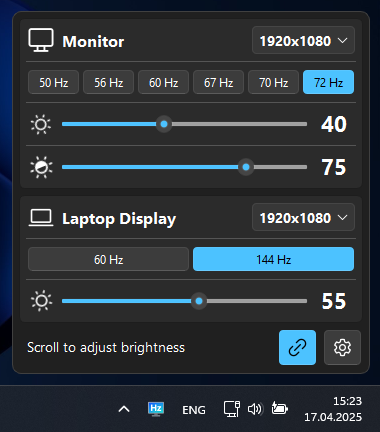 Monitor 1920x1080
50 Hz 56 Hz 60 Hz 67 Hz 70 Hz 72 Hz
40
75
Laptop Display 1920x1080
60 Hz 144 Hz
55
Scroll to adjust brightness
Hz ENG 15:23
17.04.2025